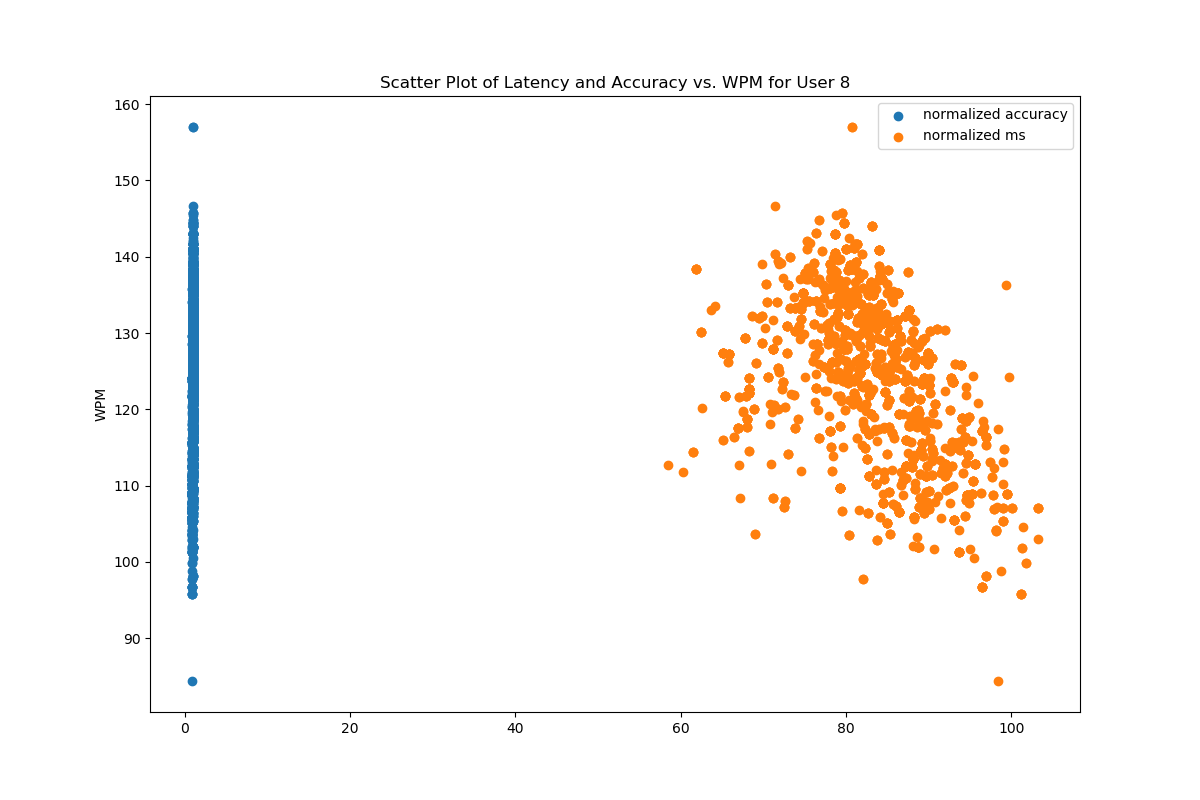 Scatter Plot of Latency and Accuracy vs. WPM for User 8
normalized accuracy
normalized ms
WPM
160
150
140
130
120
110
100
90
0 20 40 60 80 100